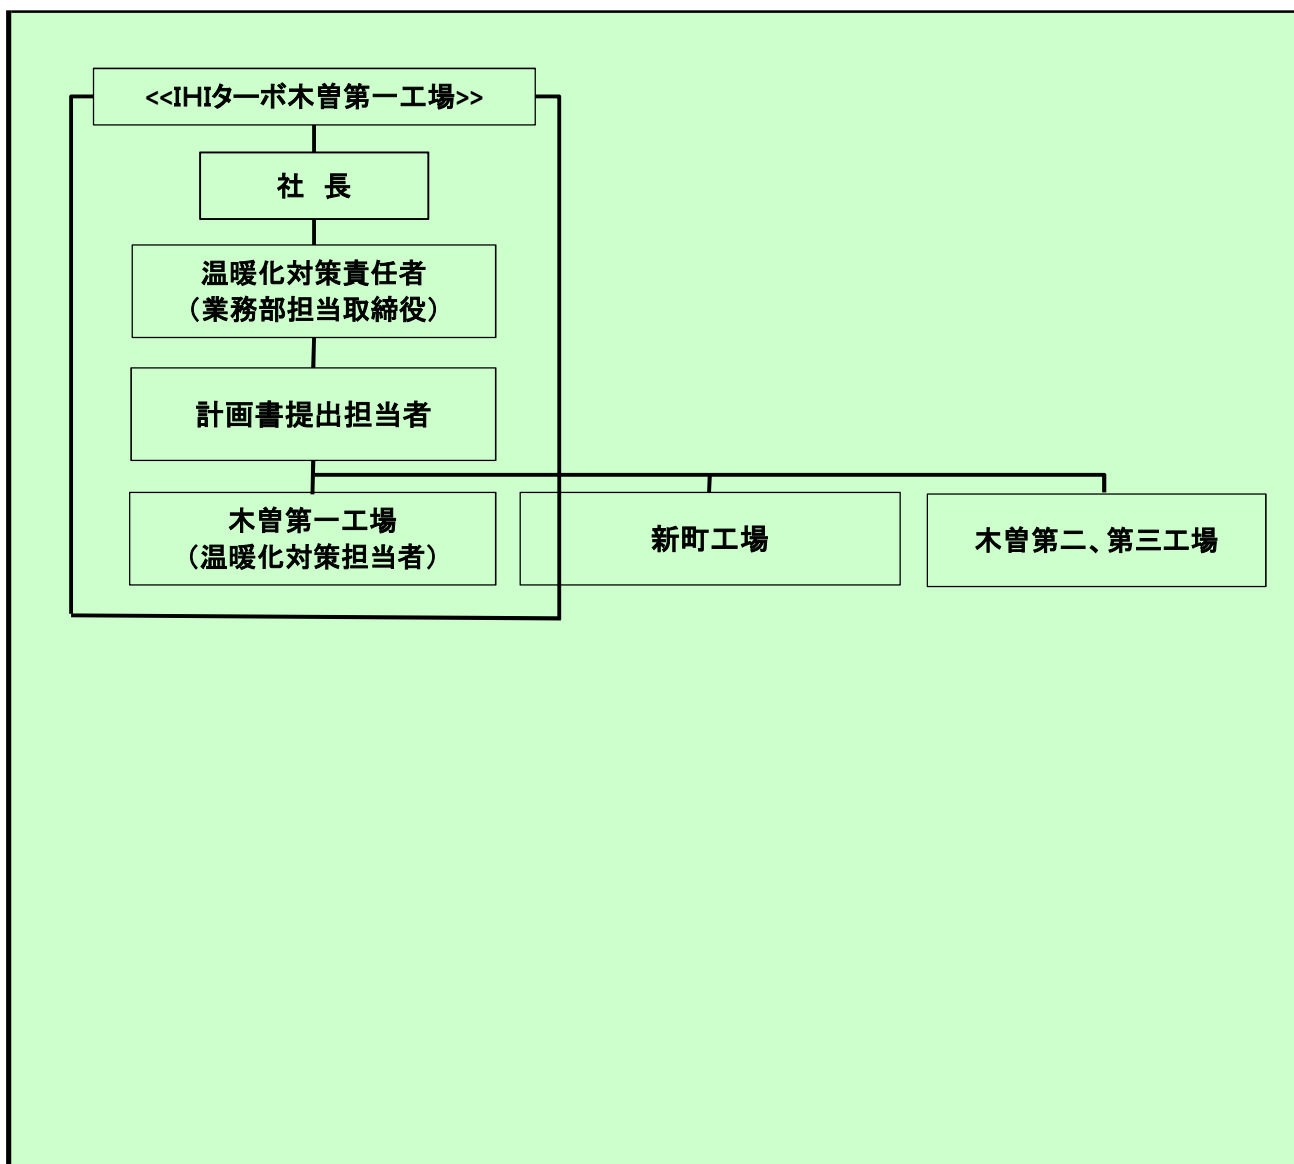 <<IHIターボ木曽第一工場>>
社 長
温暖化対策責任者
（業務部担当取締役）
計画書提出担当者
木曽第一工場
（温暖化対策担当者）
新町工場
木曽第二、第三工場